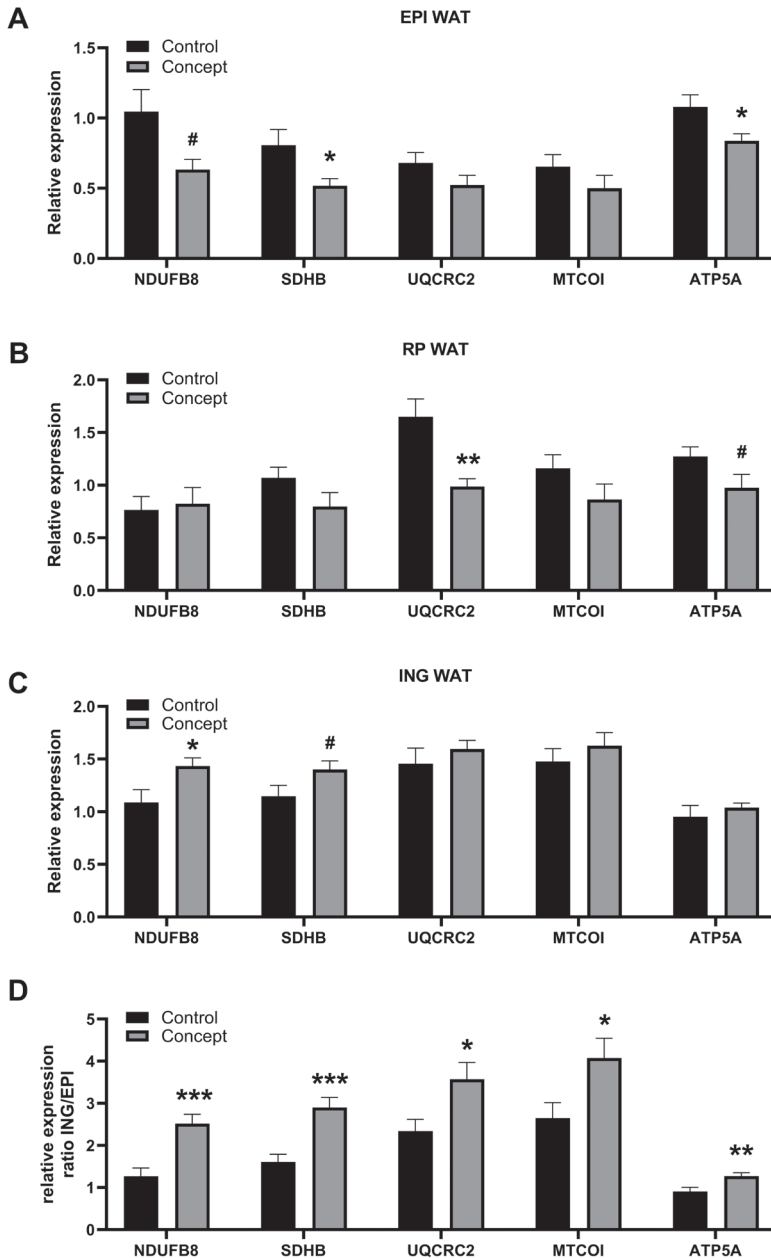 A
EPI WAT
Control
Concept
Relative expression
1.5
1.0
0.5
0.0
#
*
*
NDUFB8 SDHB UQCRC2 MTCOI ATP5A
B
RP WAT
Control
Concept
Relative expression
2.0
1.5
1.0
0.5
0.0
**
#
NDUFB8 SDHB UQCRC2 MTCOI ATP5A
C
ING WAT
Control
Concept
Relative expression
2.0
1.5
1.0
0.5
0.0
*
#
NDUFB8 SDHB UQCRC2 MTCOI ATP5A
D
Control
Concept
relative expression
ratio ING/EPI
5
4
3
2
1
0
***
***
*
*
**
NDUFB8 SDHB UQCRC2 MTCOI ATP5A